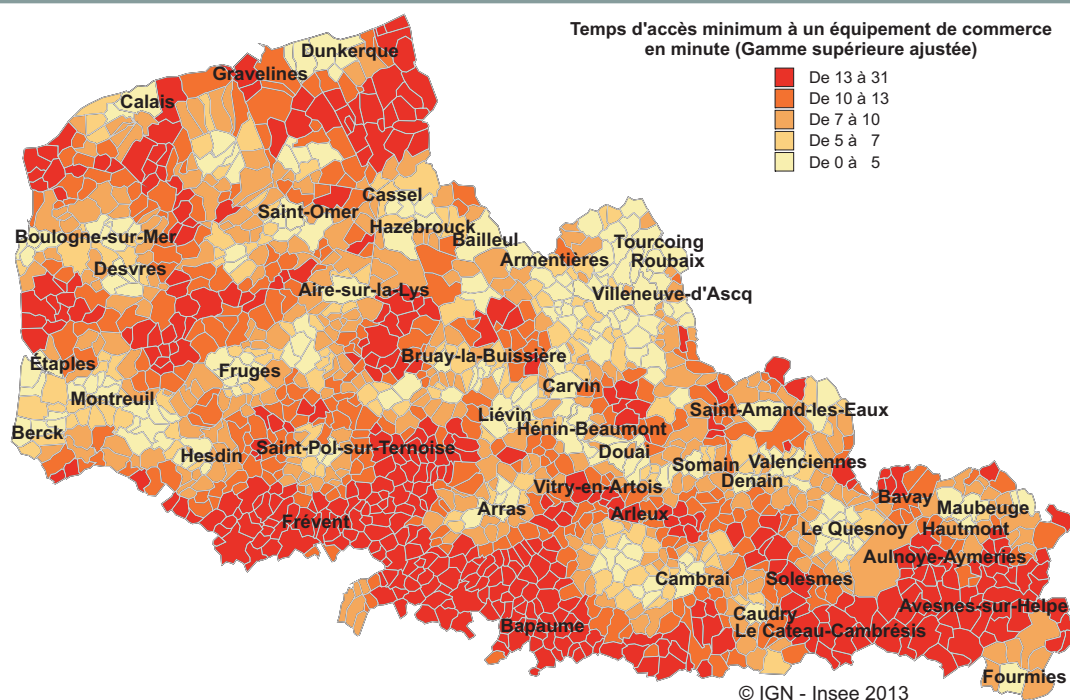 Temps d'accès minimum à un équipement de commerce
en minute (Gamme supérieure ajustée)
De 13 à 31
De 10 à 13
De 7 à 10
De 5 à 7
De 0 à 5
Dunkerque
Gravelines
Calais
Cassel
Saint-Omer
Hazebrouck
Boulogne-sur-Mer
Bailleul
Tourcoing
Armentières
Roubaix
Desvres
Aire-sur-la-Lys
Villeneuve-d'Ascq
Étaples
Bruay-la-Buissière
Fruges
Carvin
Montreuil
Liévin
Saint-Amand-les-Eaux
Berck
Hénin-Beaumont
Saint-Pol-sur-Ternoise
Hesdin
Douai
Somain
Valenciennes
Denain
Vitry-en-Artois
Bavay
Arras
Maubeuge
Frévent
Arleux
Le Quesnoy
Hautmont
Aulnoye-Aymeries
Cambrai
Solesmes
Avesnes-sur-Helpe
Caudry
Bapaume
Le Cateau-Cambrésis
Fourmies
© IGN - Insee 2013